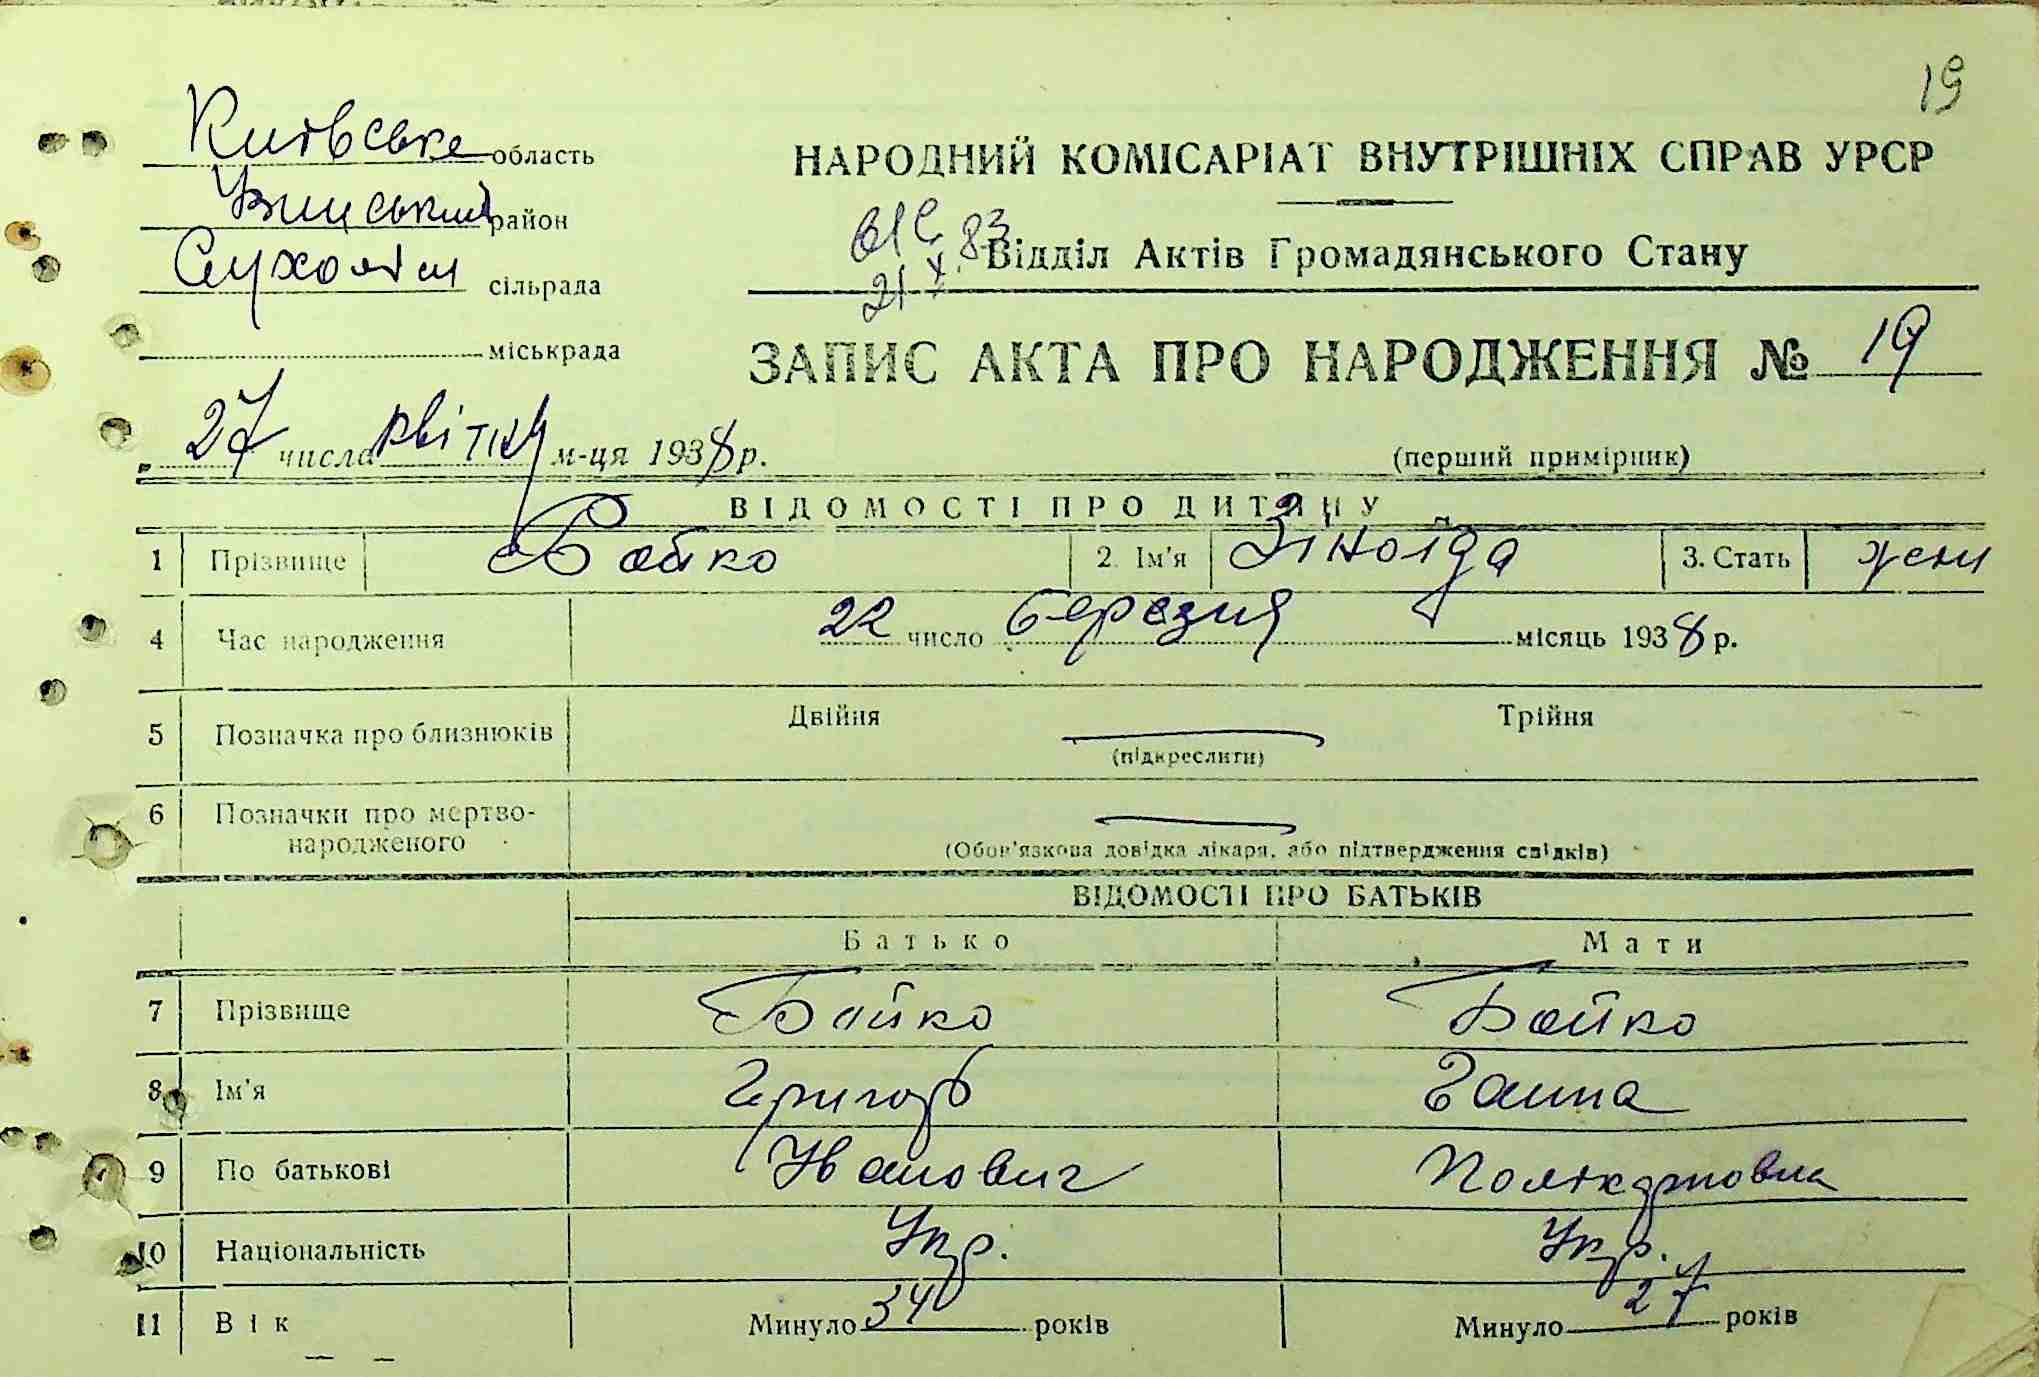 19
Київське область
район
Сухоліси сільрада
міськрада
НАРОДНИЙ КОМІСАРІАТ ВНУТРІШНІХ СПРАВ УРСР
Відділ Актів Громадянського Стану
21 X 83
ЗАПИС АКТА ПРО НАРОДЖЕННЯ № 19
27 числа квітня м-ця 1938 р.
(перший примірник)
ВІДОМОСТІ ПРО ДИТИНУ
1 Прізвище Бойко 2. Ім'я Зіноїда 3. Стать жен
4 Час народження 22 число березня місяць 1938 р.
5 Позначка про близнюків Двійня Трійня
(підкреслити)
6 Позначки про мертво-
народженого
(Обов'язкова довідка лікаря, або підтвердження свідків)
ВІДОМОСТІ ПРО БАТЬКІВ
Батько Мати
7 Прізвище Бойко Бойко
8 Ім'я Григор Ганна
9 По батькові Іванович Полікарповна
10 Національність Укр. Укр.
11 Вік Минуло 34 років Минуло 27 років